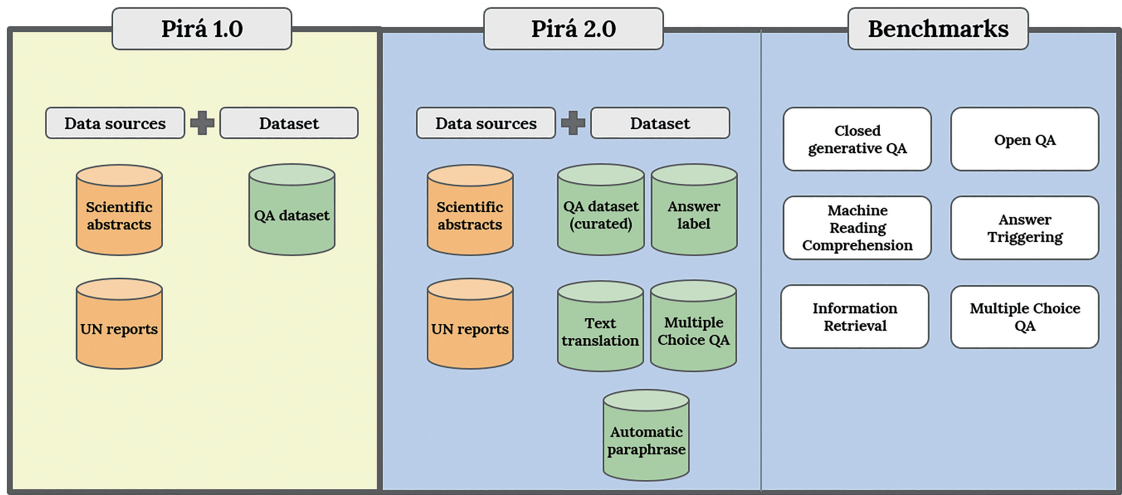 Pirá 1.0
Data sources
Dataset
Scientific
abstracts
QA dataset
UN reports
Pirá 2.0
Data sources
Dataset
Scientific
abstracts
QA dataset
(curated)
Answer
label
UN reports
Text
translation
Multiple
Choice QA
Automatic
paraphrase
Benchmarks
Closed
generative QA
Open QA
Machine
Reading
Comprehension
Answer
Triggering
Information
Retrieval
Multiple Choice
QA